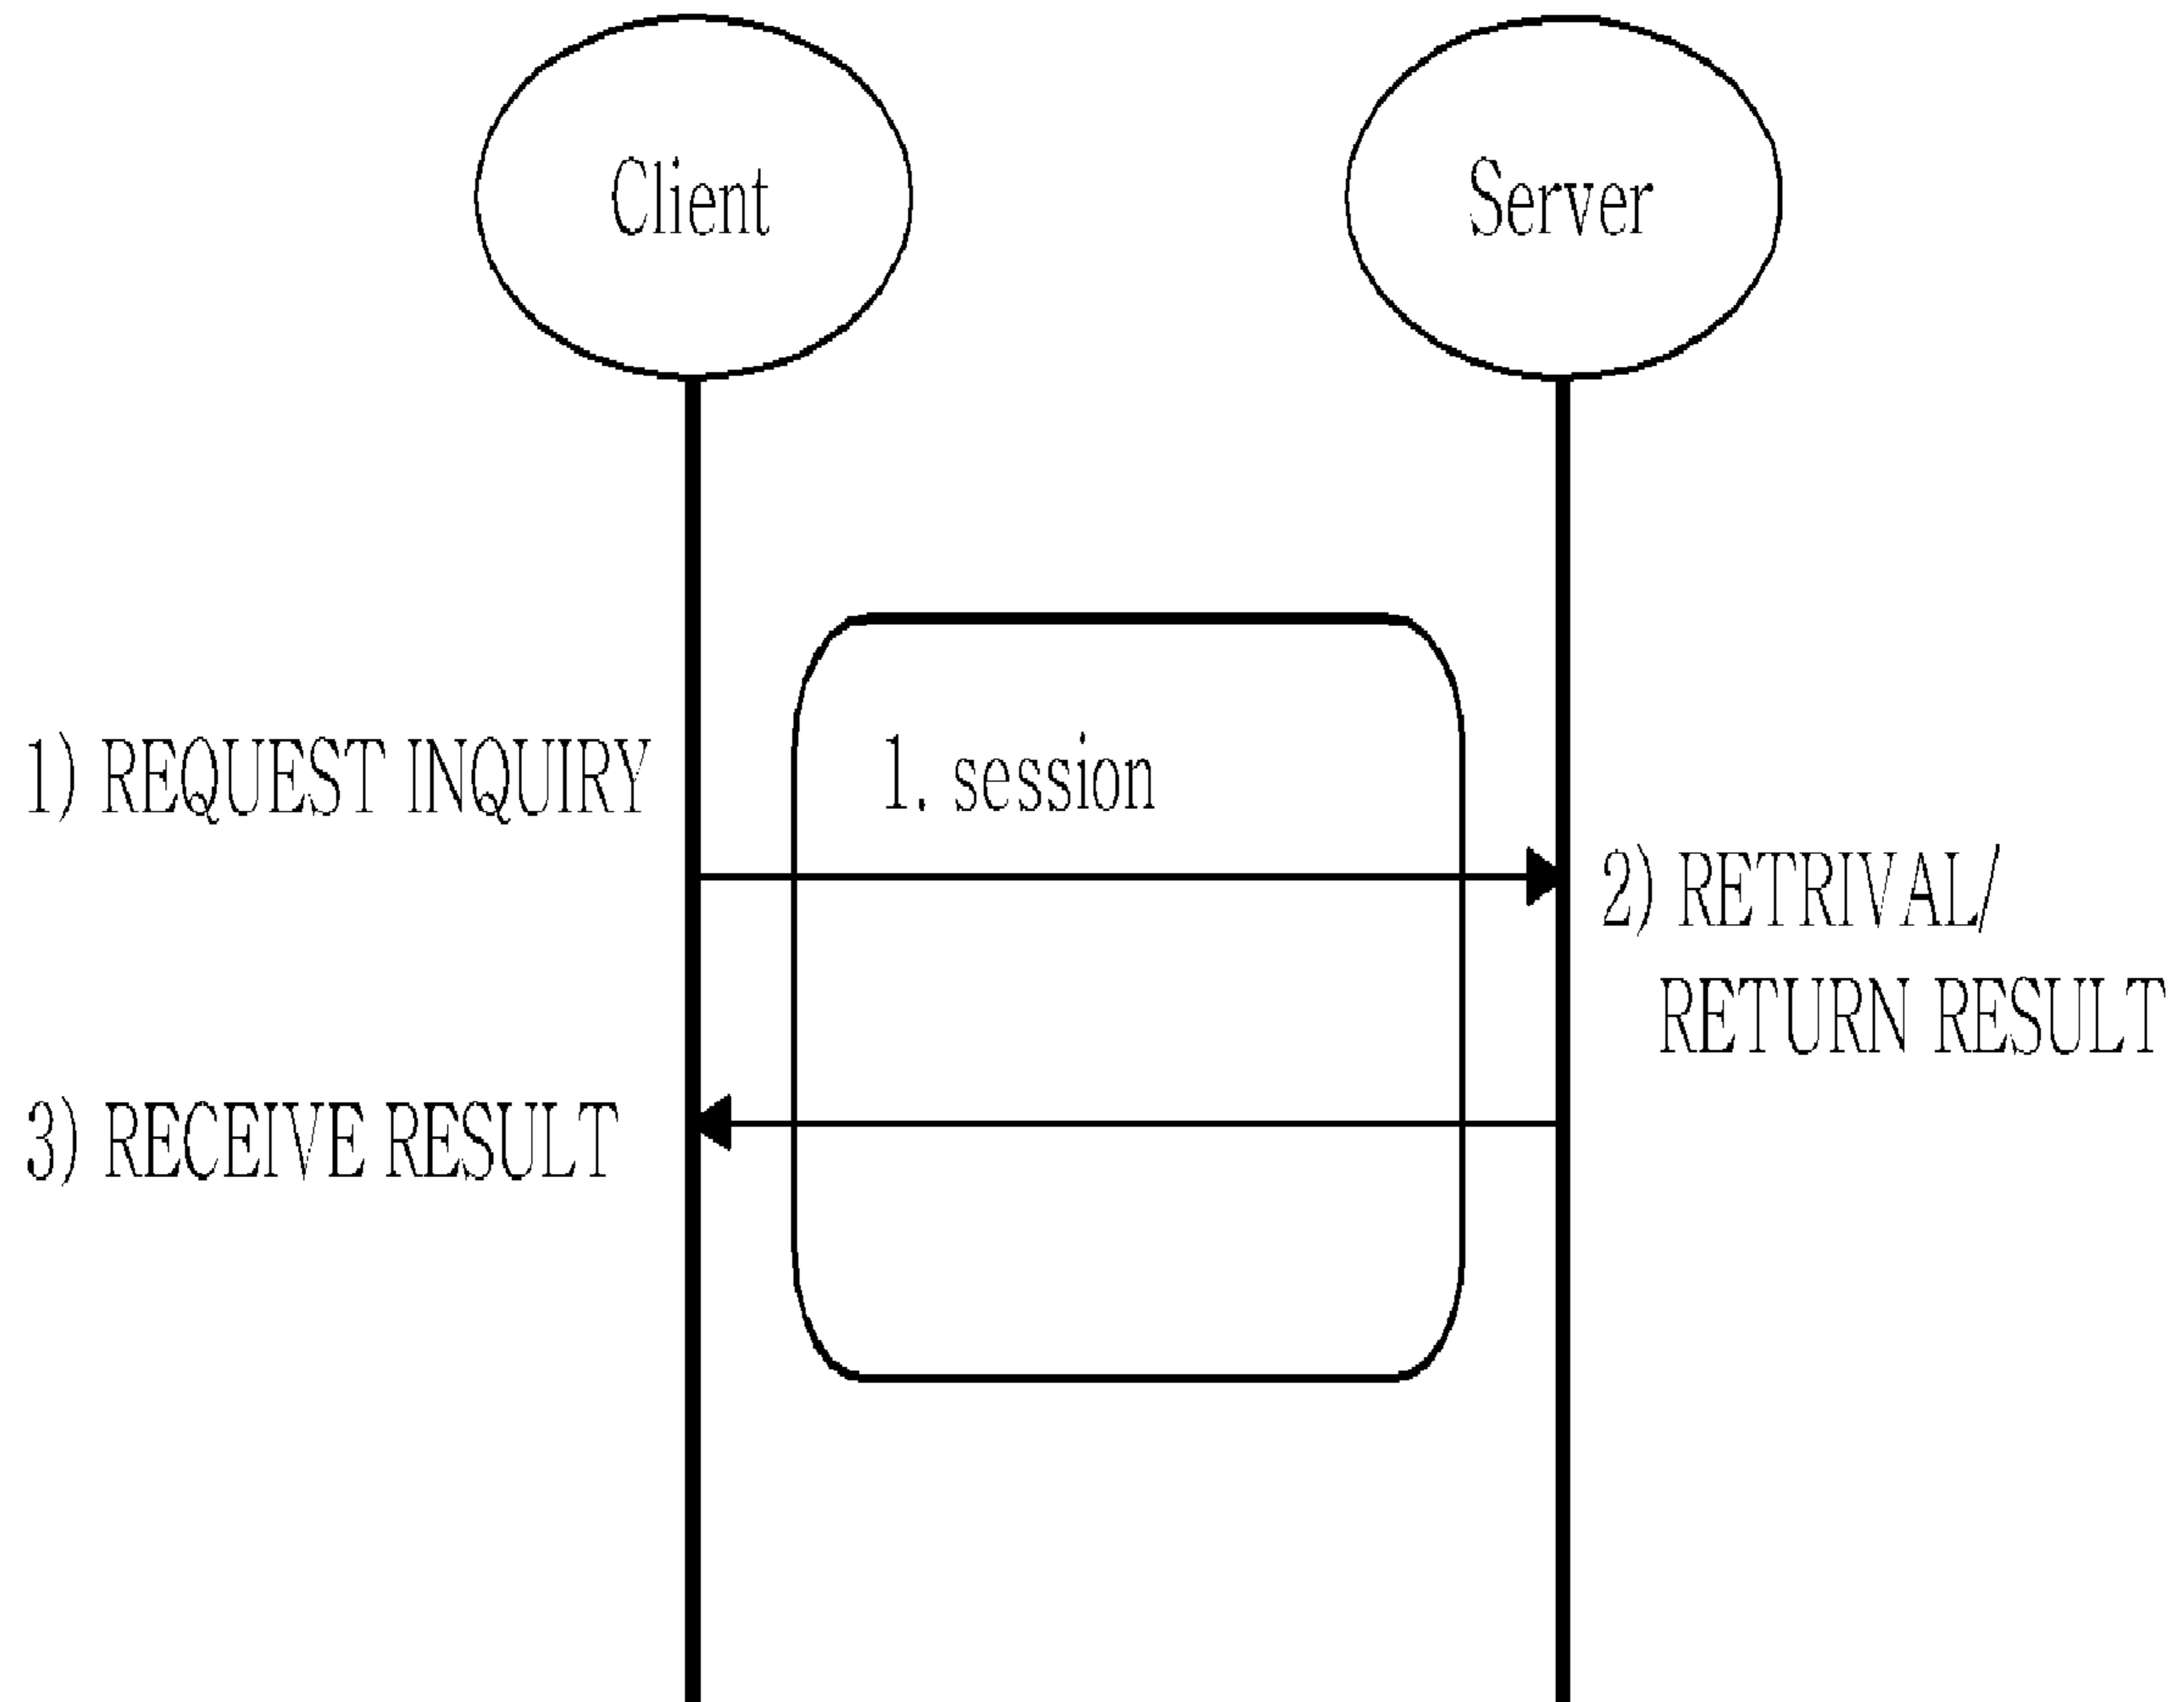 Client
Server
1) REQUEST INQUIRY
1. session
2) RETRIVAL/
RETURN RESULT
3) RECEIVE RESULT